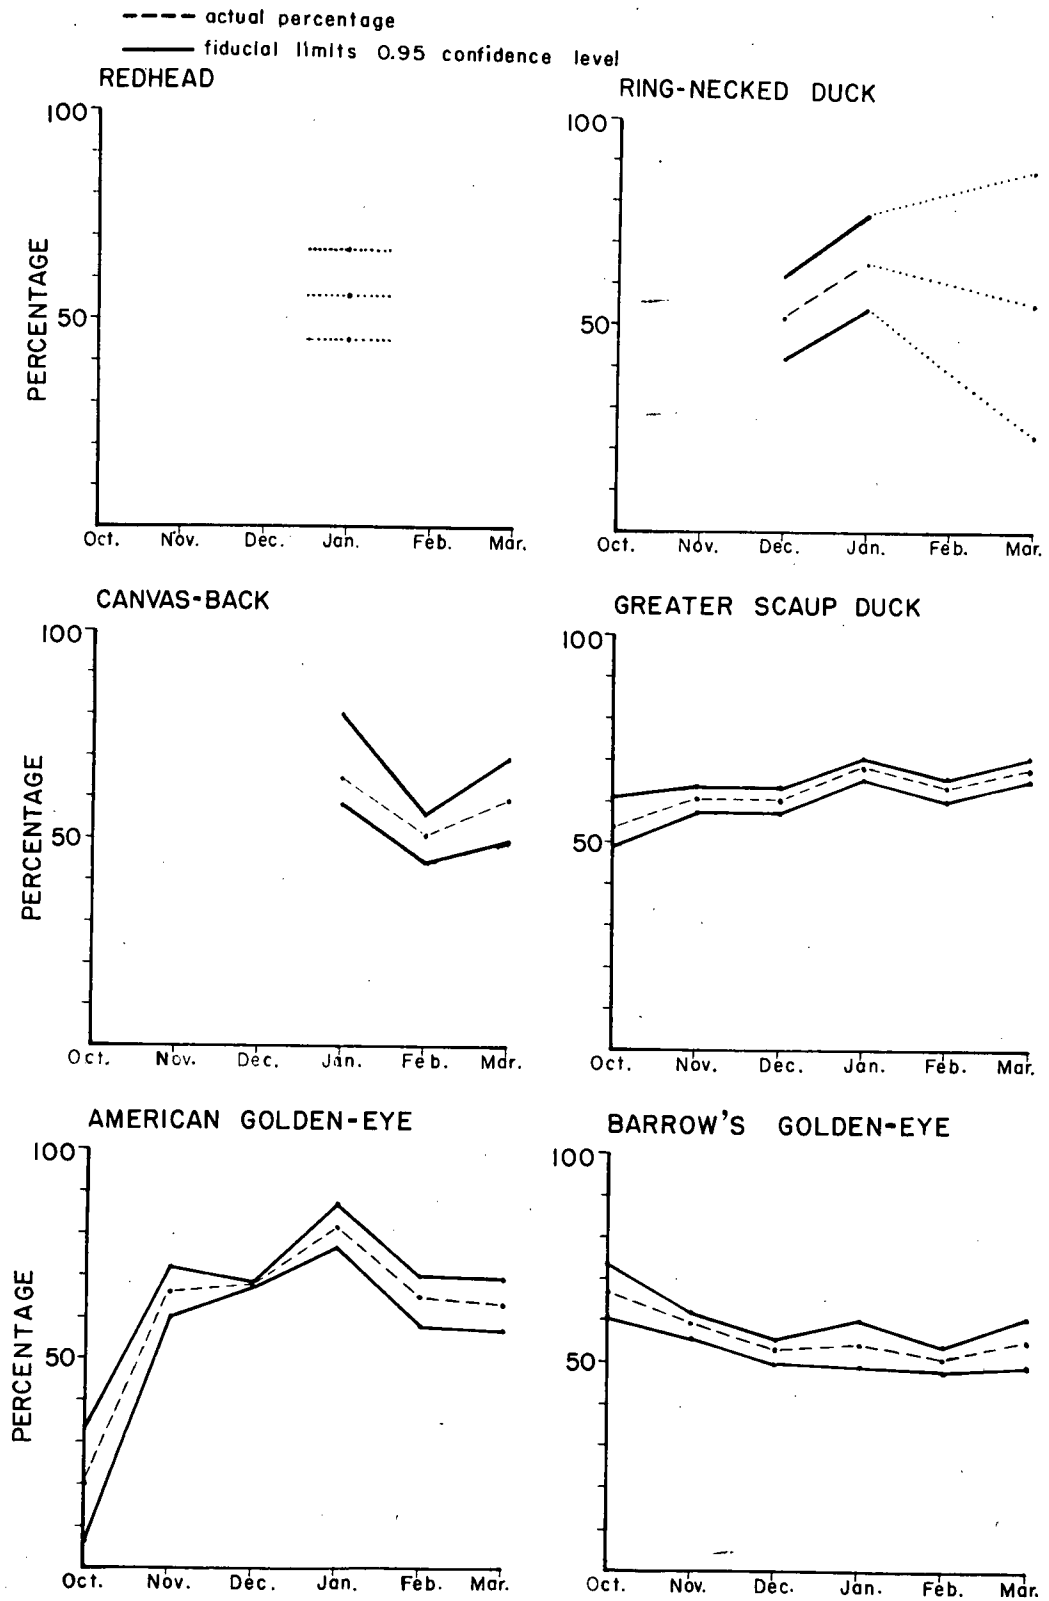 actual percentage
fiducial limits 0.95 confidence level
REDHEAD
100
50
PERCENTAGE
Oct. Nov. Dec. Jan. Feb. Mar.
RING-NECKED DUCK
100
50
Oct. Nov. Dec. Jan. Feb. Mar.
CANVAS-BACK
100
50
PERCENTAGE
Oct. Nov. Dec. Jan. Feb. Mar.
GREATER SCAUP DUCK
100
50
Oct. Nov. Dec. Jan. Feb. Mar.
AMERICAN GOLDEN-EYE
100
50
PERCENTAGE
Oct. Nov. Dec. Jan. Feb. Mar.
BARROW'S GOLDEN-EYE
100
50
Oct. Nov. Dec. Jan. Feb. Mar.